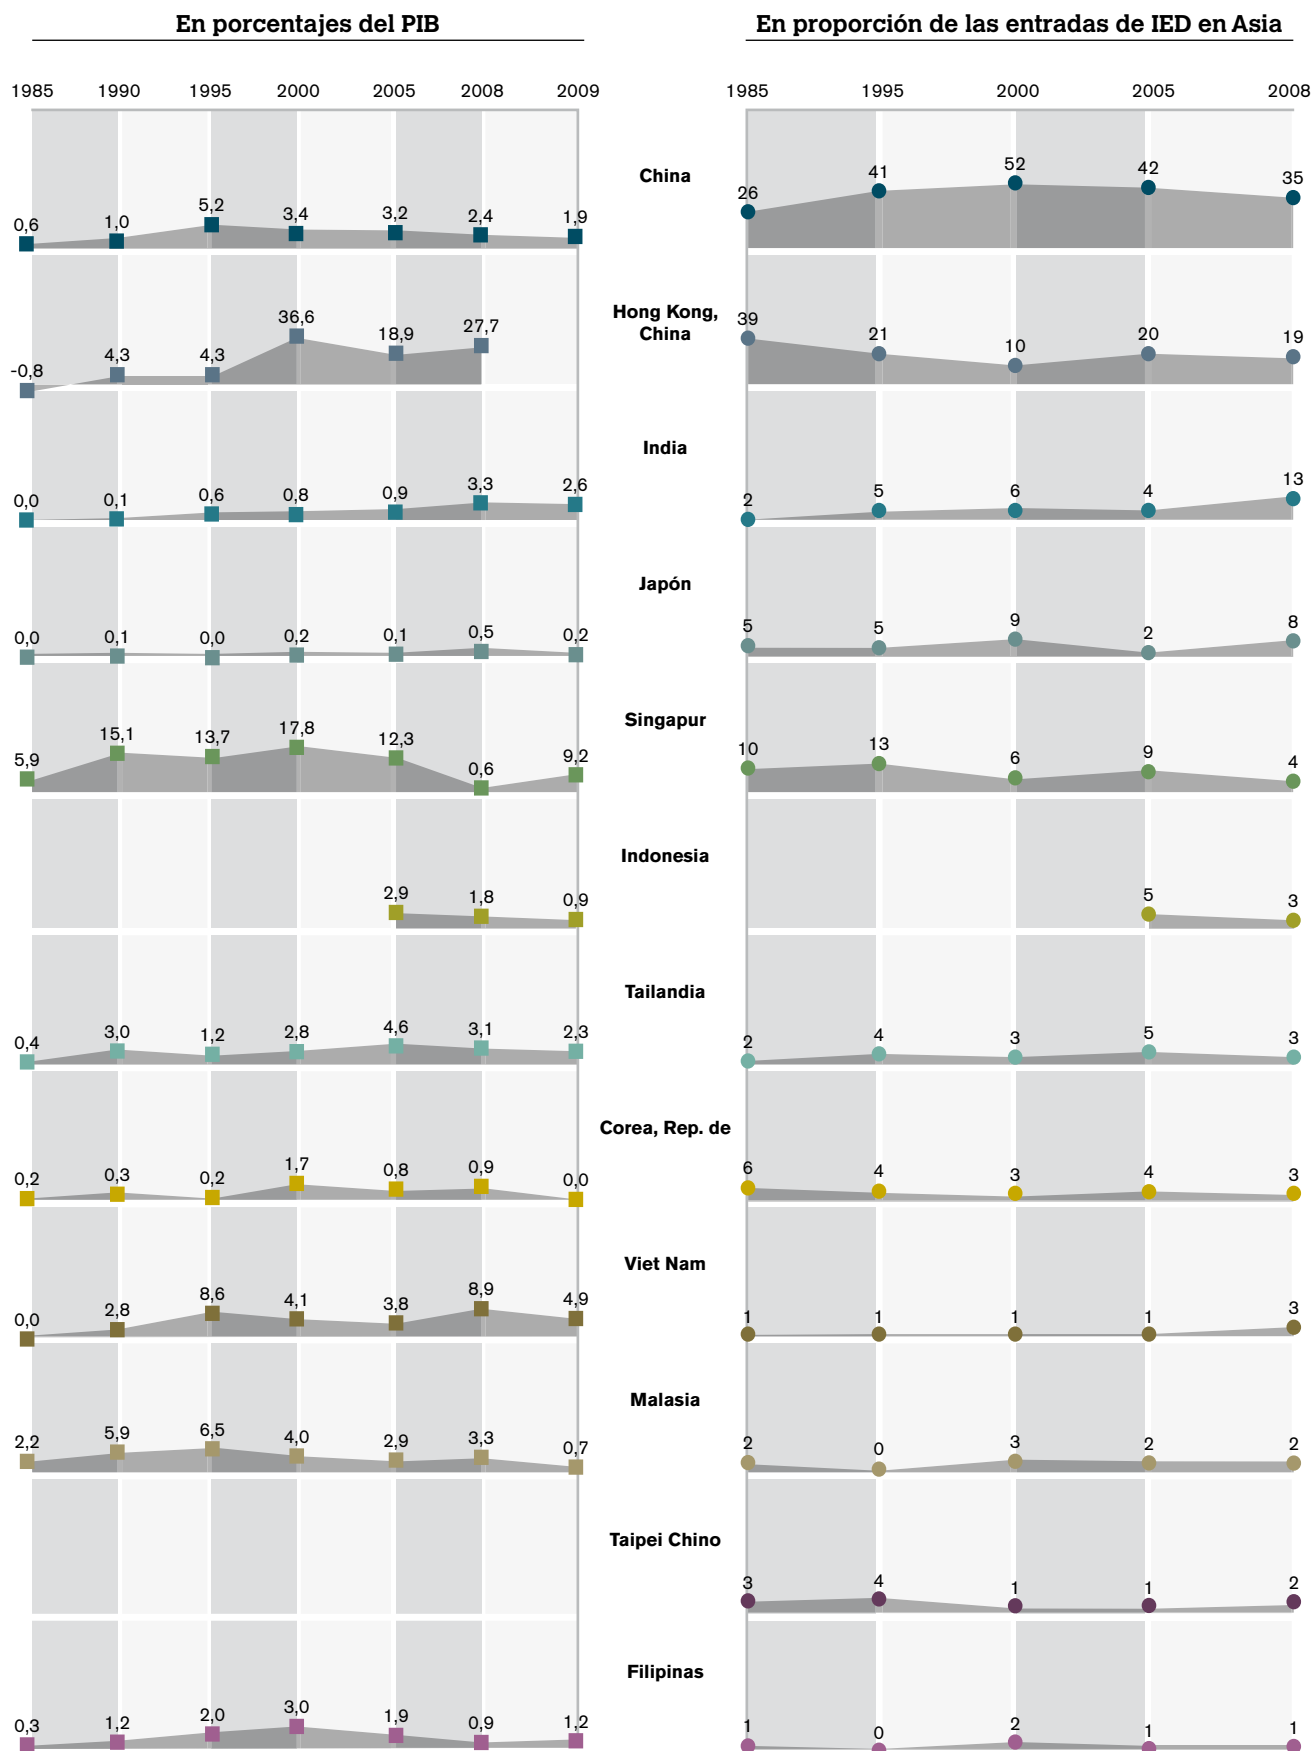 En porcentajes del PIB
En proporción de las entradas de IED en Asia
1985 1990 1995 2000 2005 2008 2009
1985 1995 2000 2005 2008
China
0,6 1,0 5,2 3,4 3,2 2,4 1,9
26 41 52 42 35
Hong Kong,
China
-0,8 4,3 4,3 36,6 18,9 27,7
39 21 10 20 19
India
0,0 0,1 0,6 0,8 0,9 3,3 2,6
2 5 6 4 13
Japón
0,0 0,1 0,0 0,2 0,1 0,5 0,2
5 5 9 2 8
Singapur
5,9 15,1 13,7 17,8 12,3 0,6 9,2
10 13 6 9 4
Indonesia
2,9 1,8 0,9
5 3
Tailandia
0,4 3,0 1,2 2,8 4,6 3,1 2,3
2 4 3 5 3
Corea, Rep. de
0,2 0,3 0,2 1,7 0,8 0,9 0,0
6 4 3 4 3
Viet Nam
0,0 2,8 8,6 4,1 3,8 8,9 4,9
1 1 1 1 3
Malasia
2,2 5,9 6,5 4,0 2,9 3,3 0,7
2 0 3 2 2
Taipei Chino
3 4 1 1 2
Filipinas
0,3 1,2 2,0 3,0 1,9 0,9 1,2
1 0 2 1 1